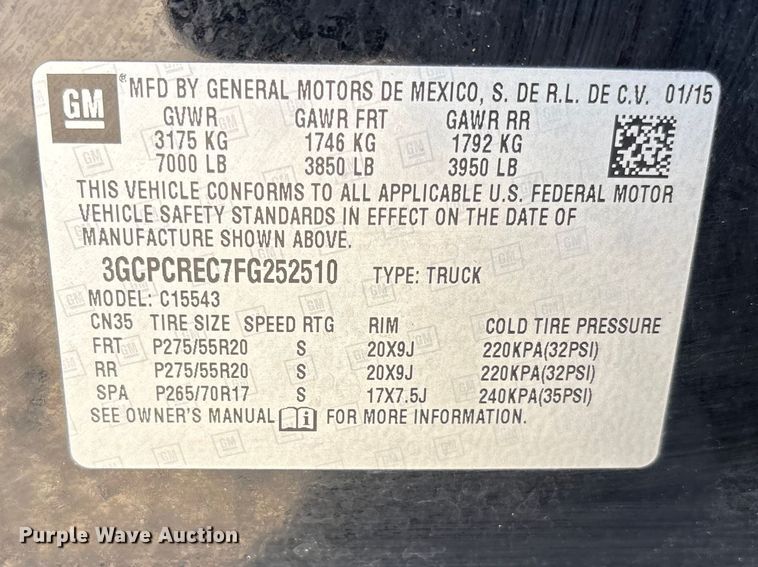 GM ® MFD BY GENERAL MOTORS DE MEXICO, S. DE R.L. DE C.V. 01/15
GVWR GAWR FRT GAWR RR
3175 KG 1746 KG 1792 KG
7000 LB 3850 LB 3950 LB
THIS VEHICLE CONFORMS TO ALL APPLICABLE U.S. FEDERAL MOTOR
VEHICLE SAFETY STANDARDS IN EFFECT ON THE DATE OF
MANUFACTURE SHOWN ABOVE.
3GCPCREC7FG252510 TYPE: TRUCK
MODEL: C15543
CN35 TIRE SIZE SPEED RTG RIM COLD TIRE PRESSURE
FRT P275/55R20 S 20X9J 220KPA(32PSI)
RR P275/55R20 S 20X9J 220KPA(32PSI)
SPA P265/70R17 S 17X7.5J 240KPA(35PSI)
SEE OWNER'S MANUAL FOR MORE INFORMATION.
Purple Wave Auction